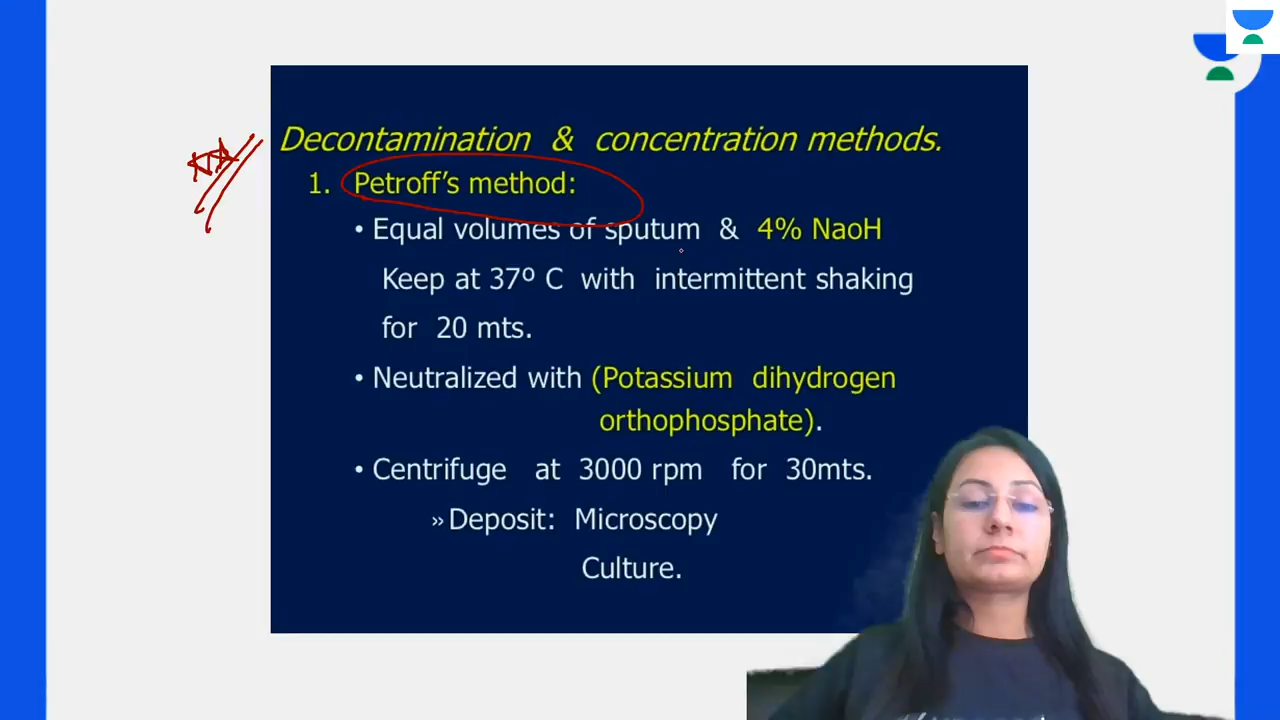 Decontamination & concentration methods.
1. Petroff's method:
• Equal volumes of sputum & 4% NaoH
Keep at 37º C with intermittent shaking
for 20 mts.
• Neutralized with (Potassium dihydrogen
orthophosphate).
• Centrifuge at 3000 rpm for 30mts.
» Deposit: Microscopy
Culture.